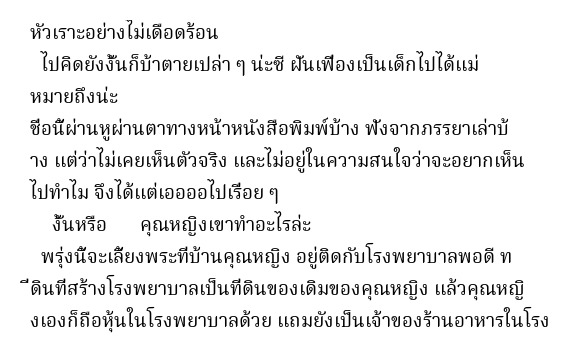 หัวเราะอย่างไม่เดือดร้อน
ไปคิดยังงั้นก็บ้าตายเปล่า ๆ น่ะซี ฝันเฟื่องเป็นเด็กไปได้แม่
หมายถึงน่ะ
ชื่อนี้ผ่านหูผ่านตาทางหน้าหนังสือพิมพ์บ้าง ฟังจากภรรยาเล่าบ้
าง แต่ว่าไม่เคยเห็นตัวจริง และไม่อยู่ในความสนใจว่าจะอยากเห็น
ไปทำไม จึงได้แต่เออออไปเรื่อย ๆ
งั้นหรือ คุณหญิงเขาทำอะไรล่ะ
พรุ่งนี้จะเลี้ยงพระที่บ้านคุณหญิง อยู่ติดกับโรงพยาบาลพอดี ท
ี่ดินที่สร้างโรงพยาบาลเป็นที่ดินของเดิมของคุณหญิง แล้วคุณหญิ
งเองก็ถือหุ้นในโรงพยาบาลด้วย แถมยังเป็นเจ้าของร้านอาหารในโรง